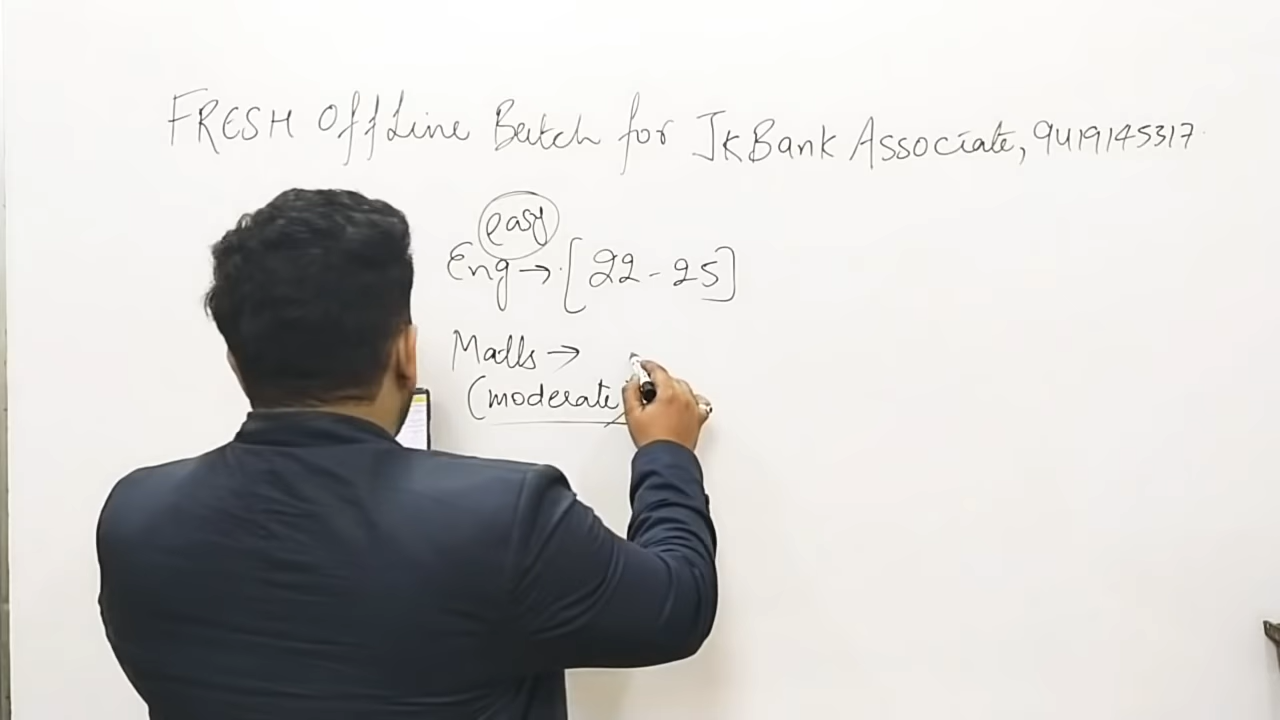 FRESH Offline Batch for JKBank Associate, 9419145317
easy
Eng → [22-25]
Maths →
(moderate)